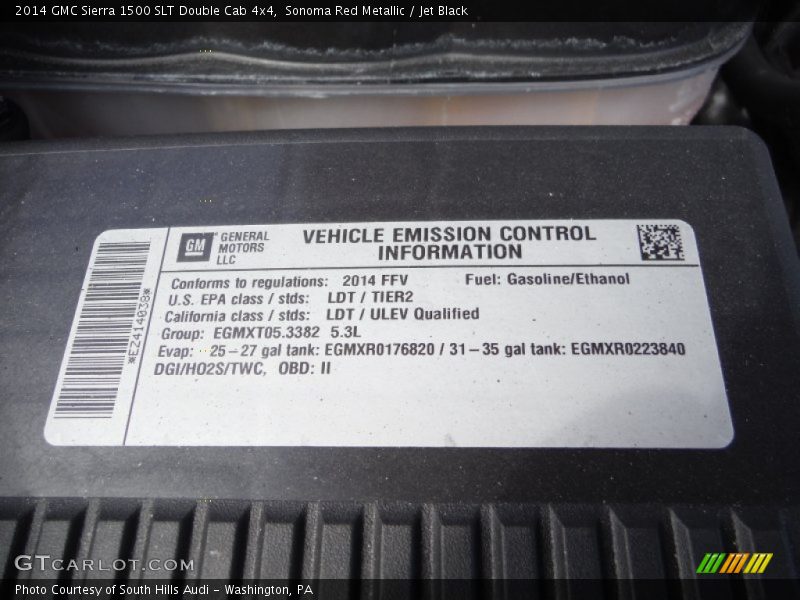 2014 GMC Sierra 1500 SLT Double Cab 4x4, Sonoma Red Metallic / Jet Black
GM
GENERAL
MOTORS
LLC
VEHICLE EMISSION CONTROL
INFORMATION
*EZ414038*
Conforms to regulations: 2014 FFV Fuel: Gasoline/Ethanol
U.S. EPA class / stds: LDT / TIER2
California class / stds: LDT / ULEV Qualified
Group: EGMXT05.3382 5.3L
Evap: 25-27 gal tank: EGMXR0176820 / 31-35 gal tank: EGMXR0223840
DGI/HO2S/TWC, OBD: II
GTCarLot.com
Photo Courtesy of South Hills Audi - Washington, PA